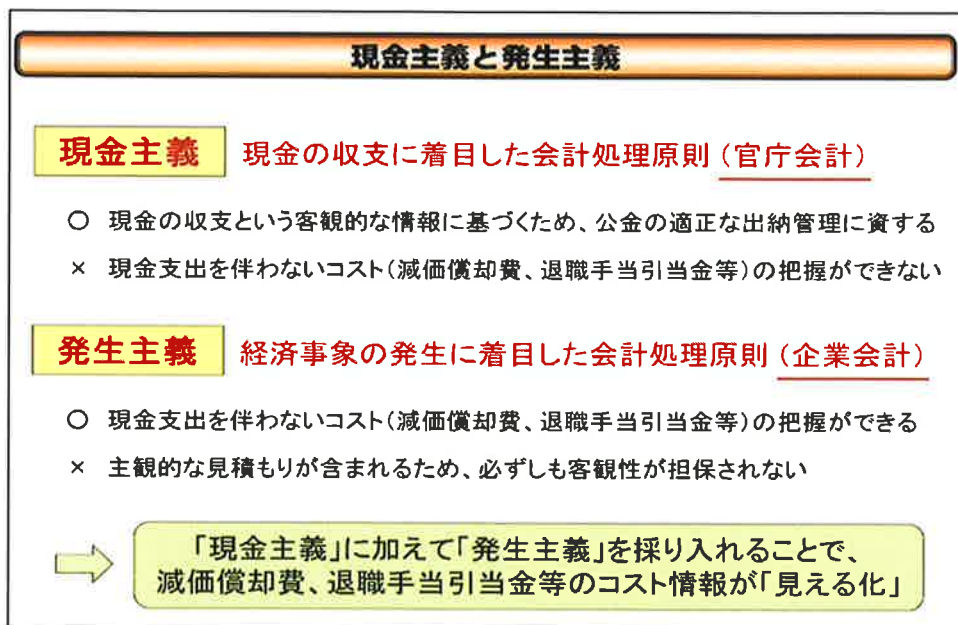 現金主義と発生主義
現金主義 現金の収支に着目した会計処理原則(官庁会計)
○ 現金の収支という客観的な情報に基づくため、公金の適正な出納管理に資する
× 現金支出を伴わないコスト(減価償却費、退職手当引当金等)の把握ができない
発生主義 経済事象の発生に着目した会計処理原則(企業会計)
○ 現金支出を伴わないコスト(減価償却費、退職手当引当金等)の把握ができる
× 主観的な見積もりが含まれるため、必ずしも客観性が担保されない
「現金主義」に加えて「発生主義」を採り入れることで、
減価償却費、退職手当引当金等のコスト情報が「見える化」